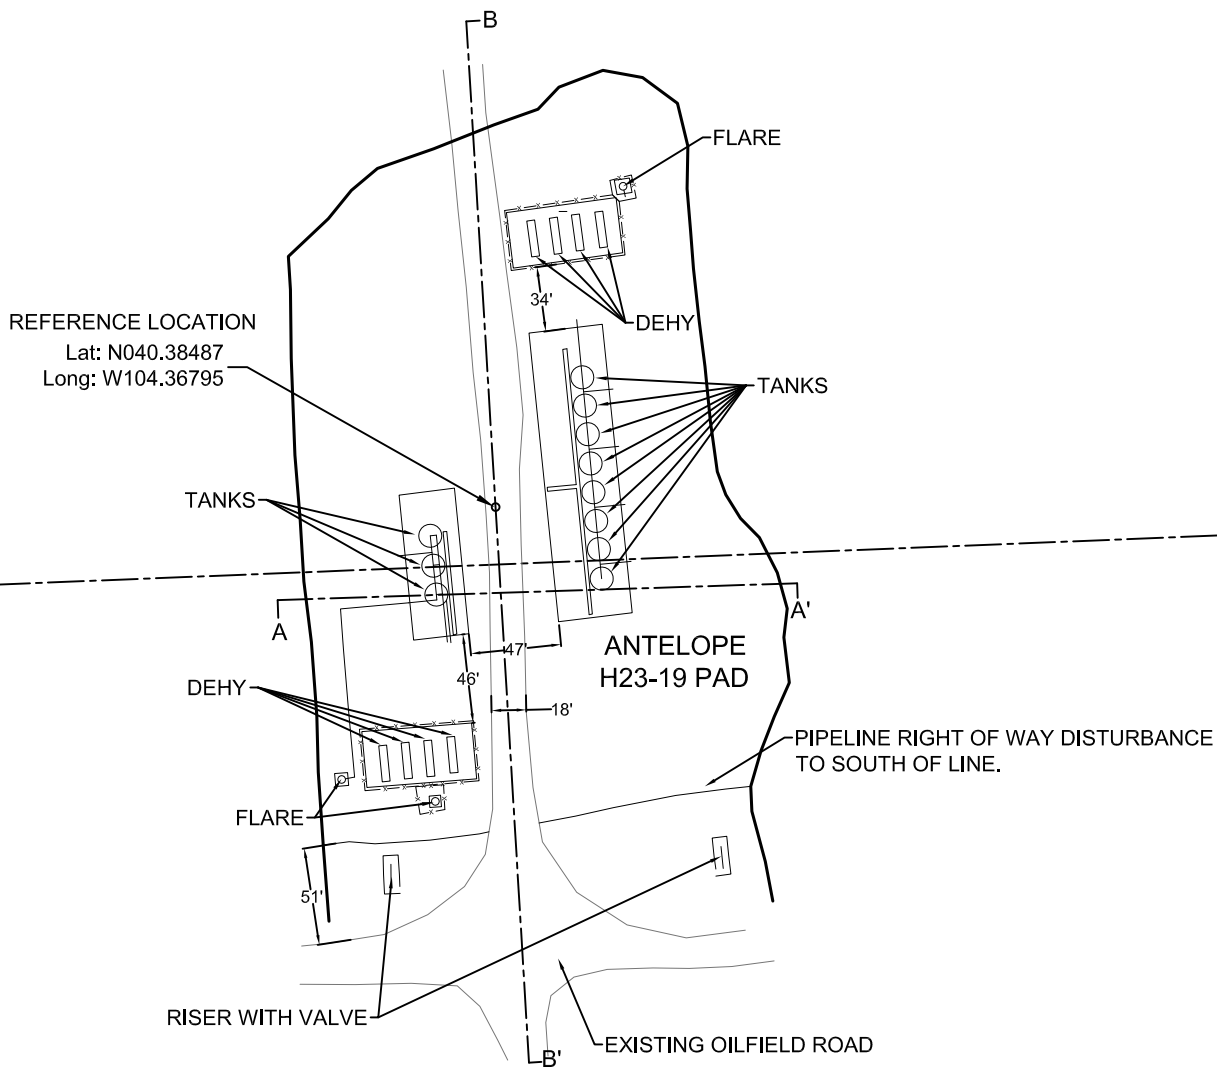 B
FLARE
34'
DEHY
REFERENCE LOCATION
Lat: N040.38487
Long: W104.36795
TANKS
TANKS
A
A'
47'
ANTELOPE
H23-19 PAD
46'
DEHY
18'
PIPELINE RIGHT OF WAY DISTURBANCE
TO SOUTH OF LINE.
FLARE
51'
RISER WITH VALVE
EXISTING OILFIELD ROAD
B'